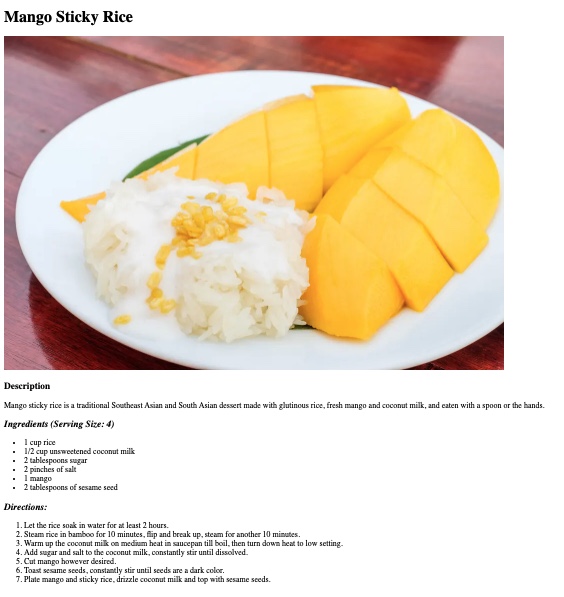 Mango Sticky Rice
Description
Mango sticky rice is a traditional Southeast Asian and South Asian dessert made with glutinous rice, fresh mango and coconut milk, and eaten with a spoon or the hands.
Ingredients (Serving Size: 4)
• 1 cup rice
• 1/2 cup unsweetened coconut milk
• 2 tablespoons sugar
• 2 pinches of salt
• 1 mango
• 2 tablespoons of sesame seed
Directions:
1. Let the rice soak in water for at least 2 hours.
2. Steam rice in bamboo for 10 minutes, flip and break up, steam for another 10 minutes.
3. Warm up the coconut milk on medium heat in saucepan till boil, then turn down heat to low setting.
4. Add sugar and salt to the coconut milk, constantly stir until dissolved.
5. Cut mango however desired.
6. Toast sesame seeds, constantly stir until seeds are a dark color.
7. Plate mango and sticky rice, drizzle coconut milk and top with sesame seeds.